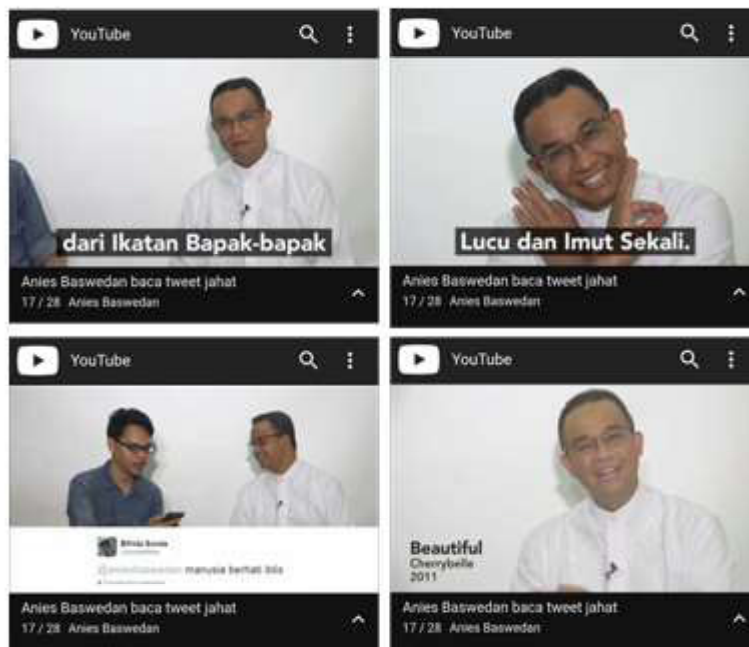 YouTube
dari Ikatan Bapak-bapak
Anies Baswedan baca tweet jahat
17 / 28 Anies Baswedan
YouTube
Lucu dan Imut Sekali.
Anies Baswedan baca tweet jahat
17 / 28 Anies Baswedan
YouTube
manusia berhati iblis
Anies Baswedan baca tweet jahat
17 / 28 Anies Baswedan
YouTube
Beautiful
Cherrybelle
2011
Anies Baswedan baca tweet jahat
17 / 28 Anies Baswedan